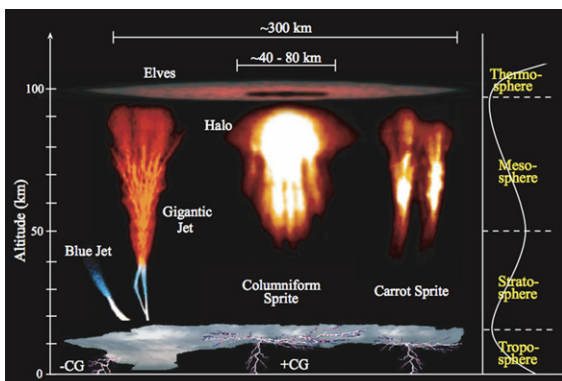 ~300 km
~40 - 80 km
Elves
Thermo-
sphere
100
Halo
Meso-
sphere
Altitude (km)
Gigantic
Jet
50
Blue Jet
Columniform
Sprite
Carrot Sprite
Strato-
sphere
-CG
+CG
Tropo-
sphere
0